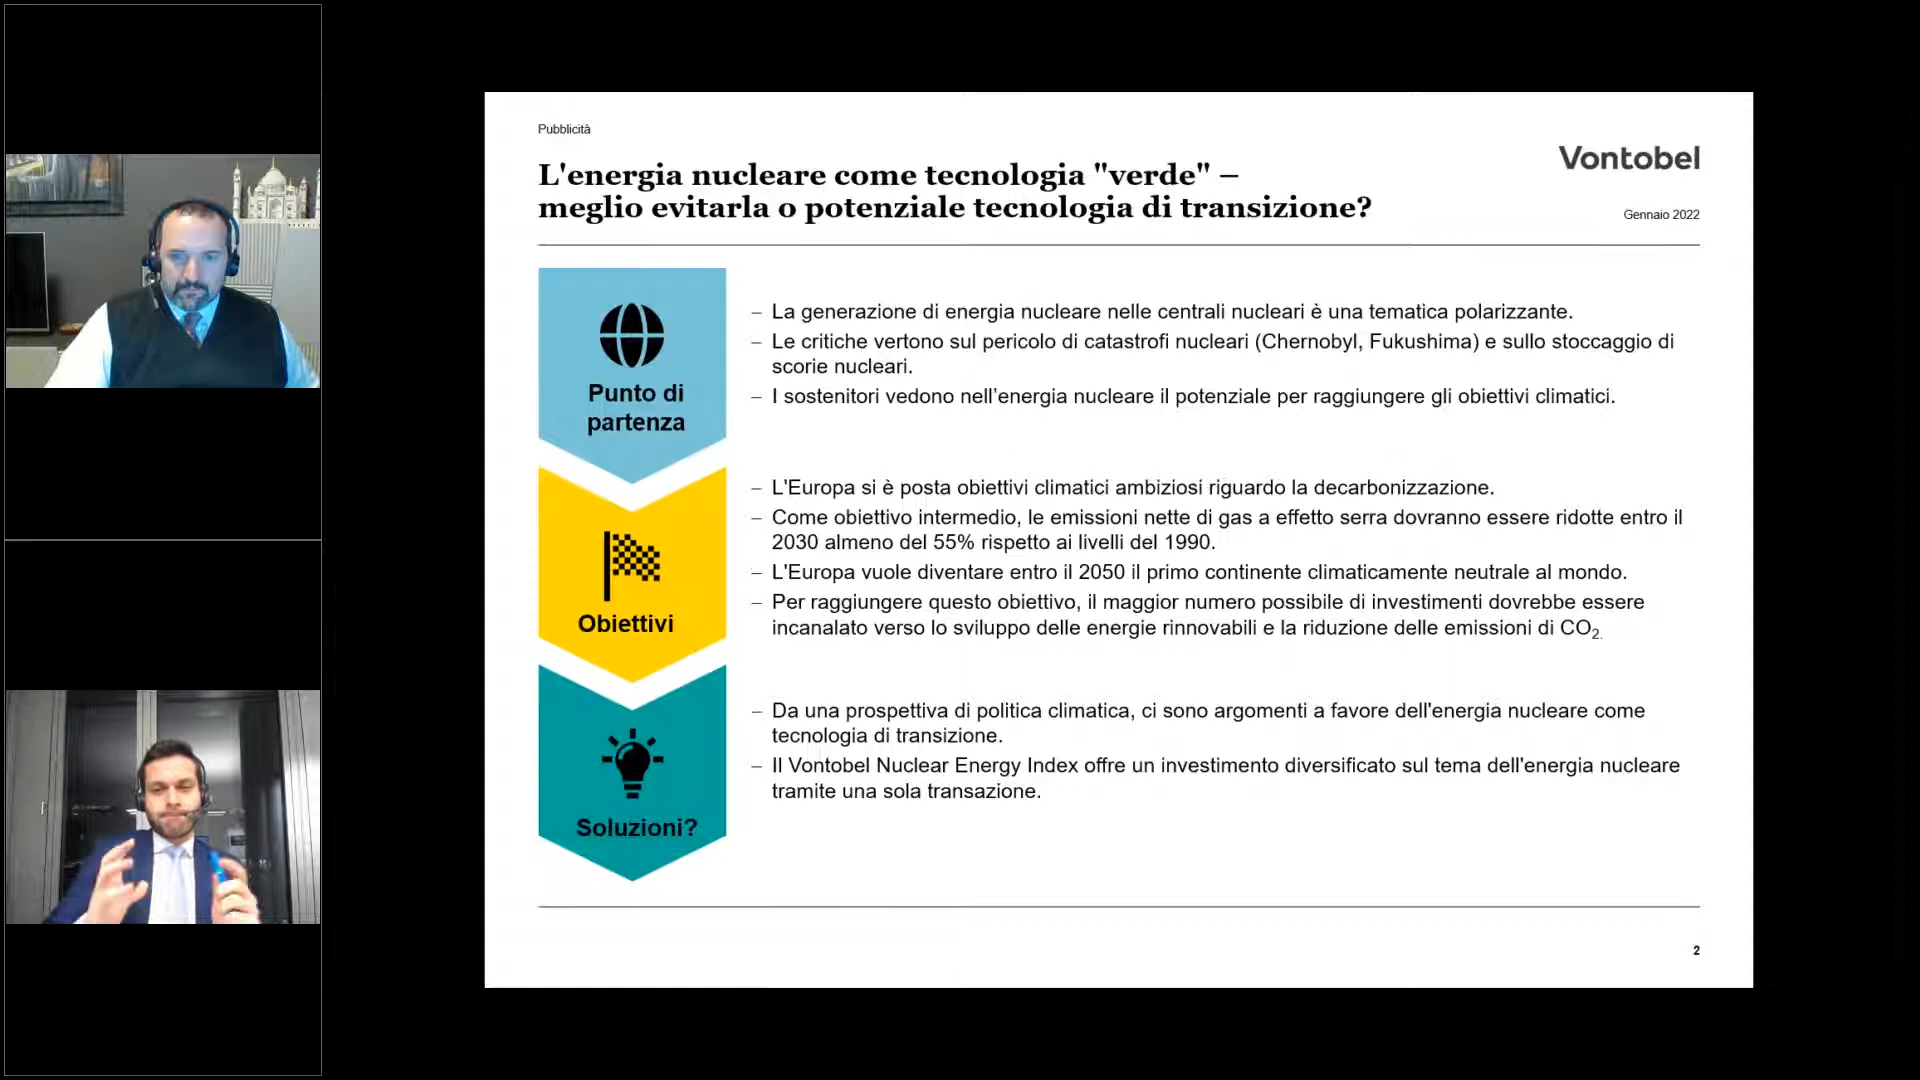 Pubblicità
L'energia nucleare come tecnologia "verde" –
meglio evitarla o potenziale tecnologia di transizione?
Vontobel
Gennaio 2022
Punto di
partenza
– La generazione di energia nucleare nelle centrali nucleari è una tematica polarizzante.
– Le critiche vertono sul pericolo di catastrofi nucleari (Chernobyl, Fukushima) e sullo stoccaggio di
scorie nucleari.
– I sostenitori vedono nell’energia nucleare il potenziale per raggiungere gli obiettivi climatici.
Obiettivi
– L'Europa si è posta obiettivi climatici ambiziosi riguardo la decarbonizzazione.
– Come obiettivo intermedio, le emissioni nette di gas a effetto serra dovranno essere ridotte entro il
2030 almeno del 55% rispetto ai livelli del 1990.
– L'Europa vuole diventare entro il 2050 il primo continente climaticamente neutrale al mondo.
– Per raggiungere questo obiettivo, il maggior numero possibile di investimenti dovrebbe essere
incanalato verso lo sviluppo delle energie rinnovabili e la riduzione delle emissioni di CO₂.
Soluzioni?
– Da una prospettiva di politica climatica, ci sono argomenti a favore dell'energia nucleare come
tecnologia di transizione.
– Il Vontobel Nuclear Energy Index offre un investimento diversificato sul tema dell'energia nucleare
tramite una sola transazione.
2